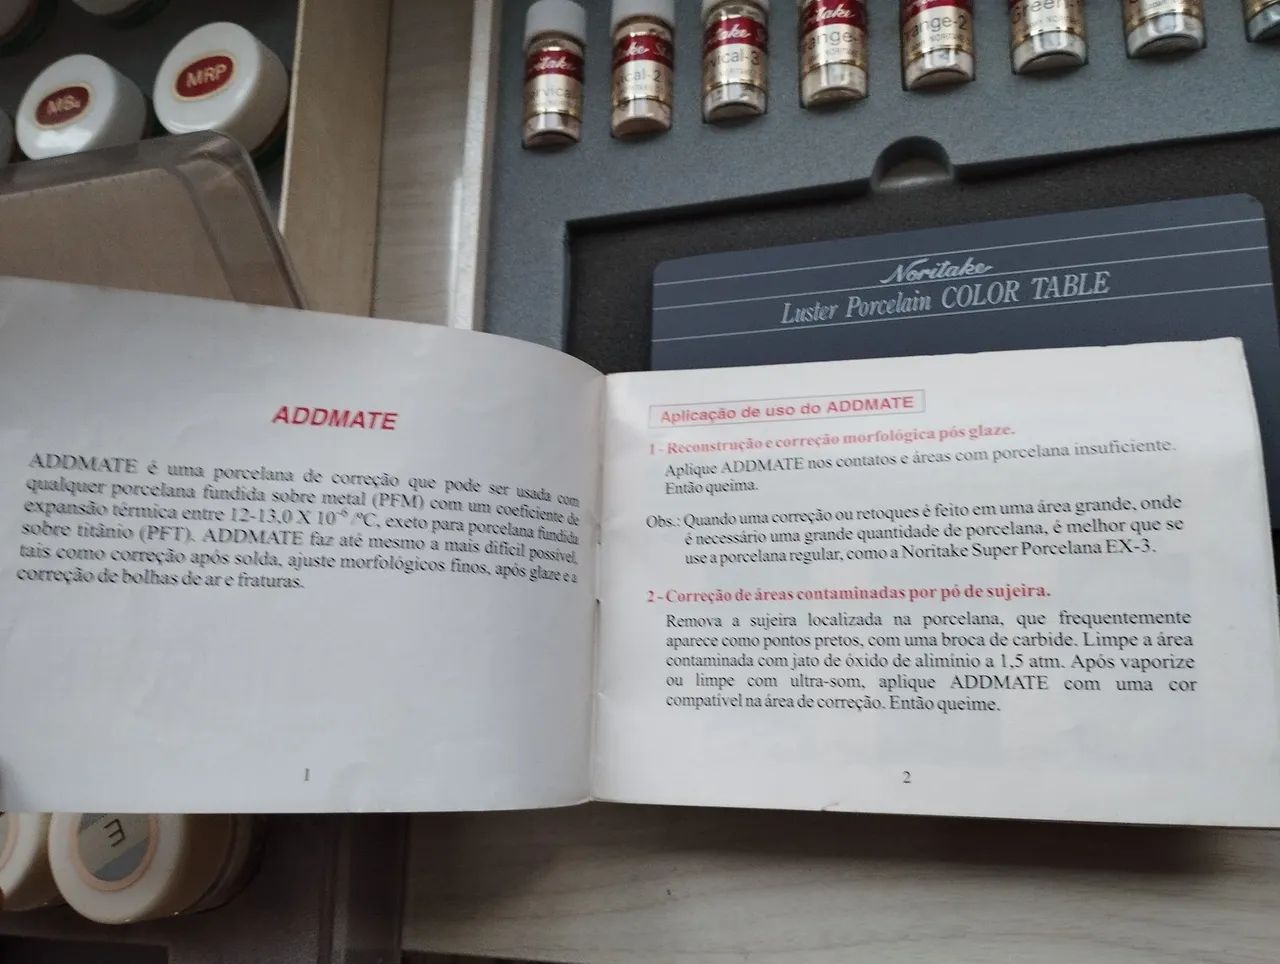 MRP
Cervical-
Cervical-2
Cervical-3
Orange-
Orange-2
Green-
Noritake
Luster Porcelain COLOR TABLE
ADDMATE
ADDMATE é uma porcelana de correção que pode ser usada com
qualquer porcelana fundida sobre metal (PFM) com um coeficiente de
expansão térmica entre 12-13,0 X 10⁻⁶ /ºC, exeto para porcelana fundida
sobre titânio (PFT). ADDMATE faz até mesmo a mais difícil possível,
tais como correção após solda, ajuste morfológicos finos, após glaze e a
correção de bolhas de ar e fraturas.
1
Aplicação de uso do ADDMATE
1 - Reconstrução e correção morfológica pós glaze.
Aplique ADDMATE nos contatos e áreas com porcelana insuficiente.
Então queima.
Obs.: Quando uma correção ou retoques é feito em uma área grande, onde
é necessário uma grande quantidade de porcelana, é melhor que se
use a porcelana regular, como a Noritake Super Porcelana EX-3.
2 - Correção de áreas contaminadas por pó de sujeira.
Remova a sujeira localizada na porcelana, que frequentemente
aparece como pontos pretos, com uma broca de carbide. Limpe a área
contaminada com jato de óxido de alimínio a 1,5 atm. Após vaporize
ou limpe com ultra-som, aplique ADDMATE com uma cor
compatível na área de correção. Então queime.
2